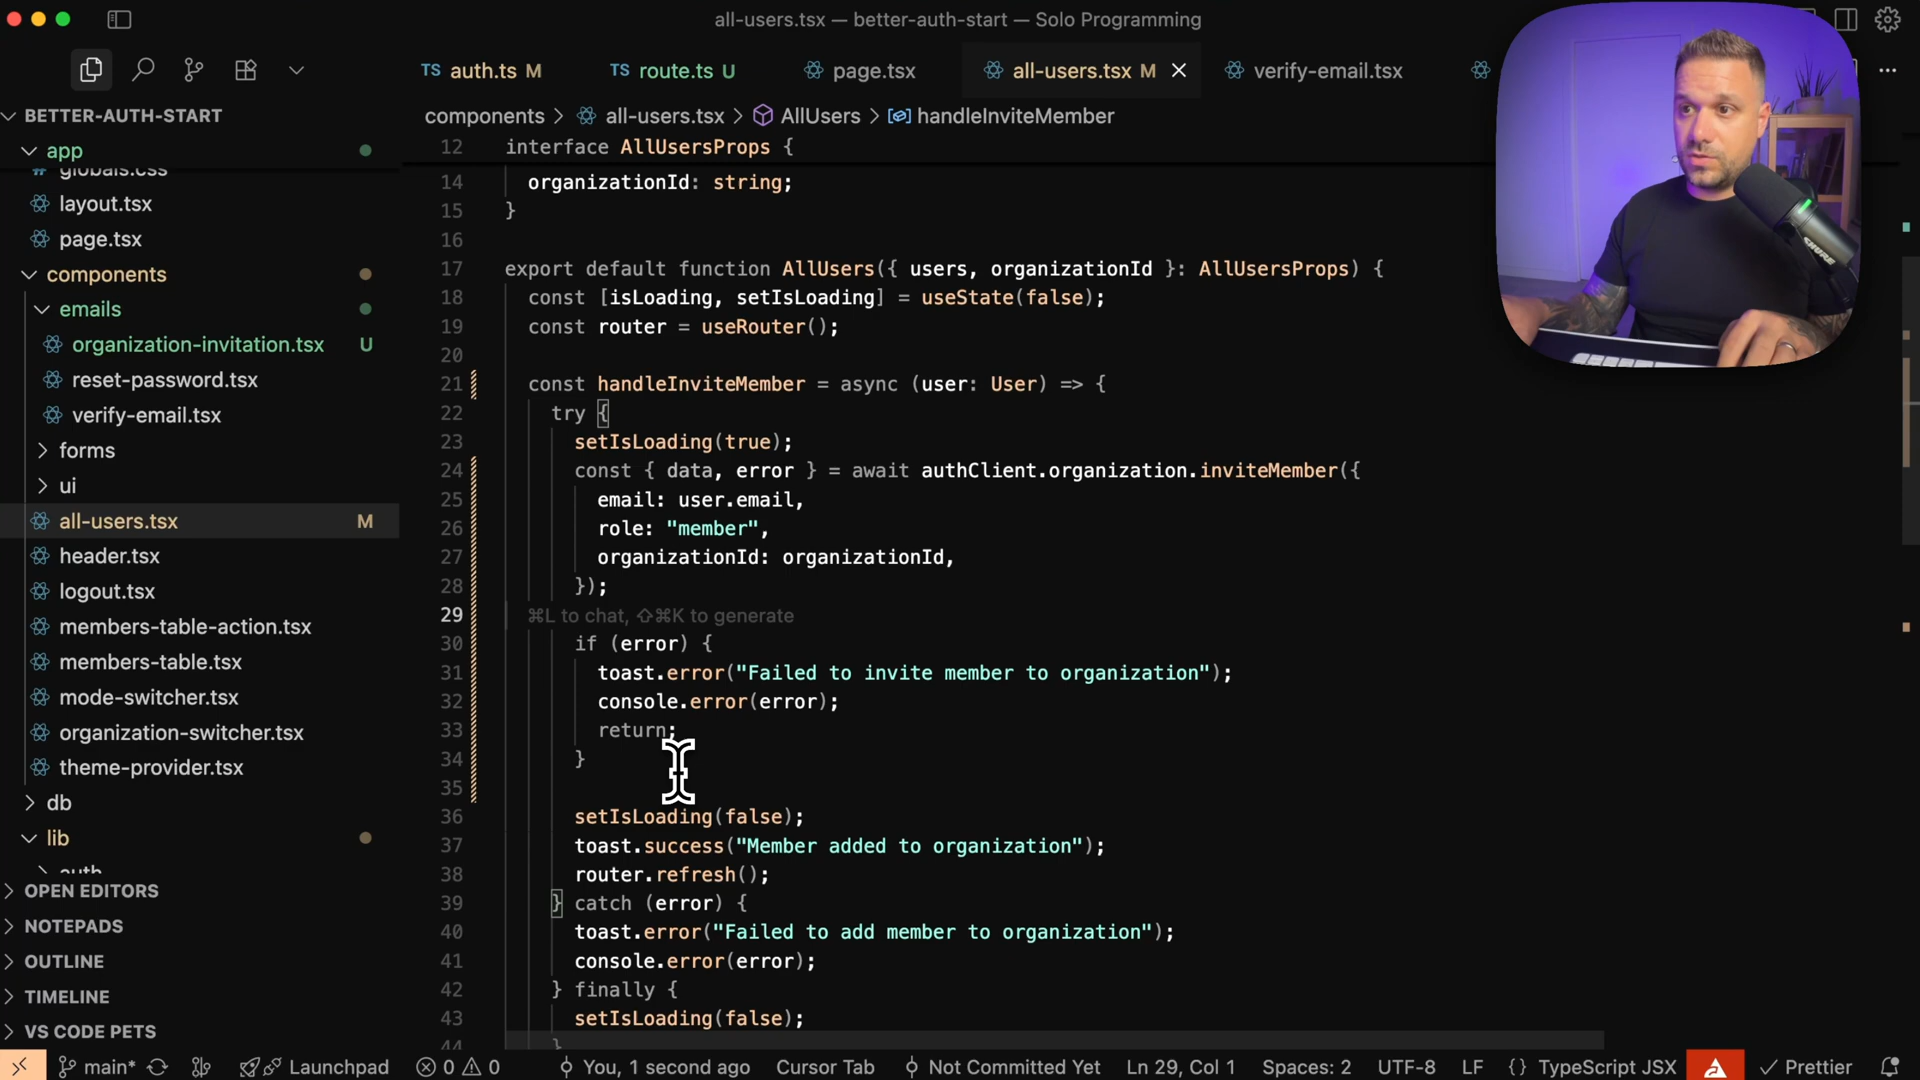 all-users.tsx — better-auth-start — Solo Programming
TS auth.ts M
TS route.ts U
page.tsx
all-users.tsx M
verify-email.tsx
BETTER-AUTH-START
components > all-users.tsx > AllUsers > handleInviteMember
app
globals.css
layout.tsx
page.tsx
components
emails
organization-invitation.tsx U
reset-password.tsx
verify-email.tsx
forms
ui
all-users.tsx M
header.tsx
logout.tsx
members-table-action.tsx
members-table.tsx
mode-switcher.tsx
organization-switcher.tsx
theme-provider.tsx
db
lib
auth
OPEN EDITORS
NOTEPADS
OUTLINE
TIMELINE
VS CODE PETS
12 interface AllUsersProps {
14 organizationId: string;
15 }
16
17 export default function AllUsers({ users, organizationId }: AllUsersProps) {
18 const [isLoading, setIsLoading] = useState(false);
19 const router = useRouter();
20
21 const handleInviteMember = async (user: User) => {
22 try {
23 setIsLoading(true);
24 const { data, error } = await authClient.organization.inviteMember({
25 email: user.email,
26 role: "member",
27 organizationId: organizationId,
28 });
29 ⌘L to chat, ⇧⌘K to generate
30 if (error) {
31 toast.error("Failed to invite member to organization");
32 console.error(error);
33 return;
34 }
35
36 setIsLoading(false);
37 toast.success("Member added to organization");
38 router.refresh();
39 } catch (error) {
40 toast.error("Failed to add member to organization");
41 console.error(error);
42 } finally {
43 setIsLoading(false);
44 }
SHURE
main* Launchpad 0 0 You, 1 second ago Cursor Tab Not Committed Yet Ln 29, Col 1 Spaces: 2 UTF-8 LF {} TypeScript JSX Prettier